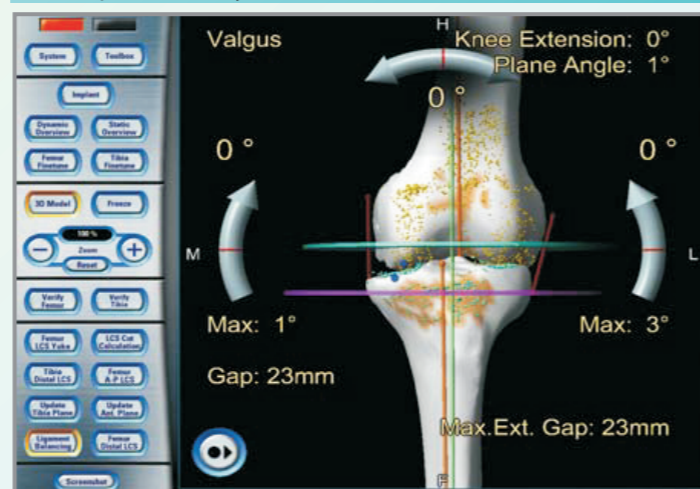 System Toolbox
Implant
Dynamic Overview Static Overview
Femur Finetune Tibia Finetune
3D Model Freeze
100 %
Zoom
Reset
Verify Femur Verify Tibia
Femur LCS Yuke LCS Cut Calculation
Tibia Distal LCS Femur A-P LCS
Update Tibia Plane Update Ant. Plane
Ligament Balancing Femur Distal LCS
Screenshot
H
Valgus Knee Extension: 0°
Plane Angle: 1°
0 °
0 ° 0 °
M L
Max: 1° Max: 3°
Gap: 23mm
Max.Ext. Gap: 23mm
F